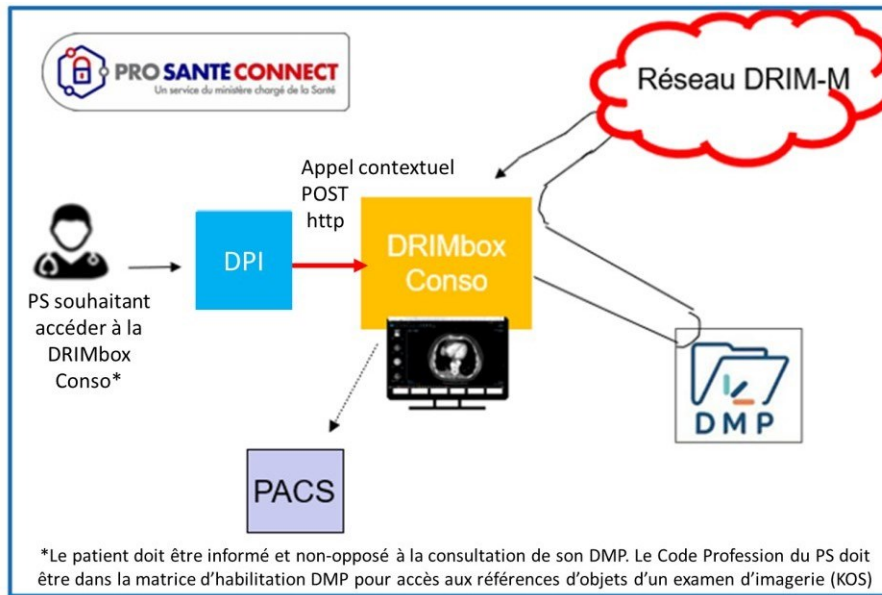 PRO SANTÉ CONNECT
Un service du ministère chargé de la Santé
Réseau DRIM-M
Appel contextuel
POST
http
DPI
DRIMbox
Conso
PS souhaitant
accéder à la
DRIMbox
Conso*
DMP
PACS
*Le patient doit être informé et non-opposé à la consultation de son DMP. Le Code Profession du PS doit
être dans la matrice d'habilitation DMP pour accès aux références d'objets d'un examen d'imagerie (KOS)